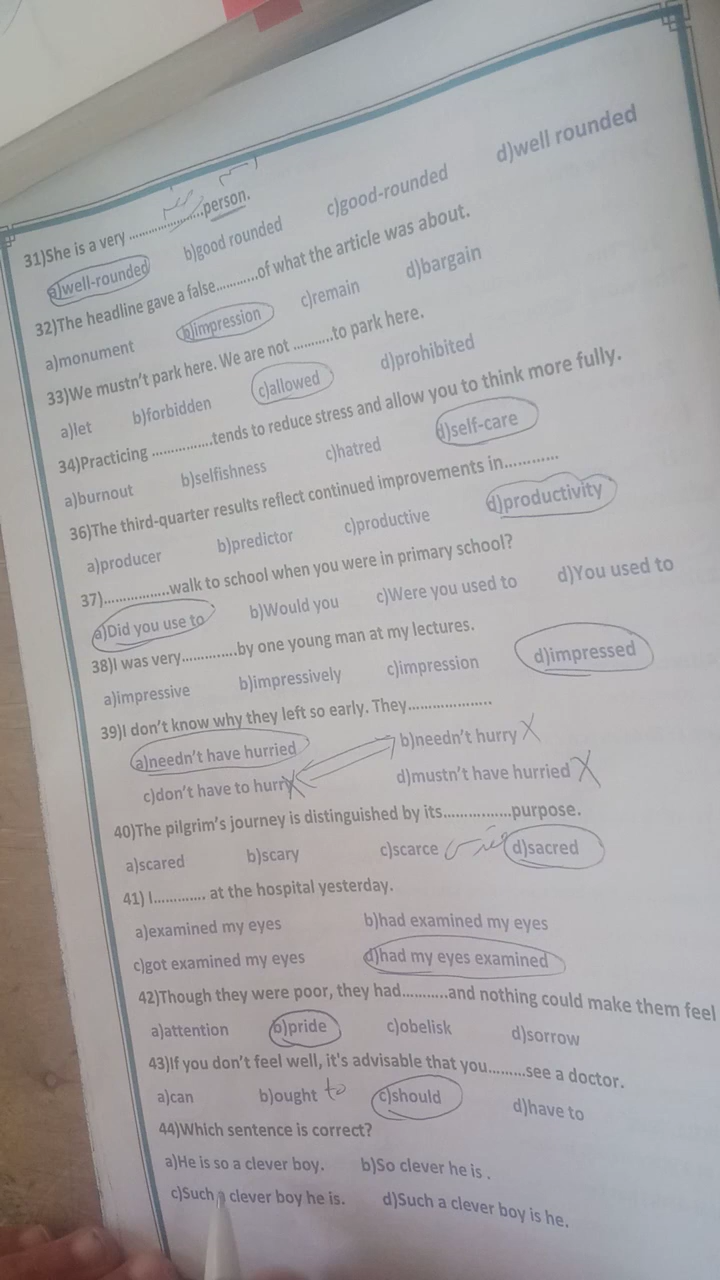 31)She is a very ....................person.
a)well-rounded b)good rounded c)good-rounded d)well rounded
32)The headline gave a false...........of what the article was about.
a)monument b)impression c)remain d)bargain
33)We mustn't park here. We are not ..........to park here.
a)let b)forbidden c)allowed d)prohibited
34)Practicing ...............tends to reduce stress and allow you to think more fully.
a)burnout b)selfishness c)hatred d)self-care
36)The third-quarter results reflect continued improvements in............
a)producer b)predictor c)productive d)productivity
37).................walk to school when you were in primary school?
a)Did you use to b)Would you c)Were you used to d)You used to
38)I was very..............by one young man at my lectures.
a)impressive b)impressively c)impression d)impressed
39)I don't know why they left so early. They.....................
a)needn't have hurried b)needn't hurry X
c)don't have to hurry X d)mustn't have hurried X
40)The pilgrim's journey is distinguished by its................purpose.
a)scared b)scary c)scarce d)sacred
41) I............. at the hospital yesterday.
a)examined my eyes b)had examined my eyes
c)got examined my eyes d)had my eyes examined
42)Though they were poor, they had...........and nothing could make them feel
a)attention b)pride c)obelisk d)sorrow
43)If you don't feel well, it's advisable that you.........see a doctor.
a)can b)ought to c)should d)have to
44)Which sentence is correct?
a)He is so a clever boy. b)So clever he is .
c)Such a clever boy he is. d)Such a clever boy is he.